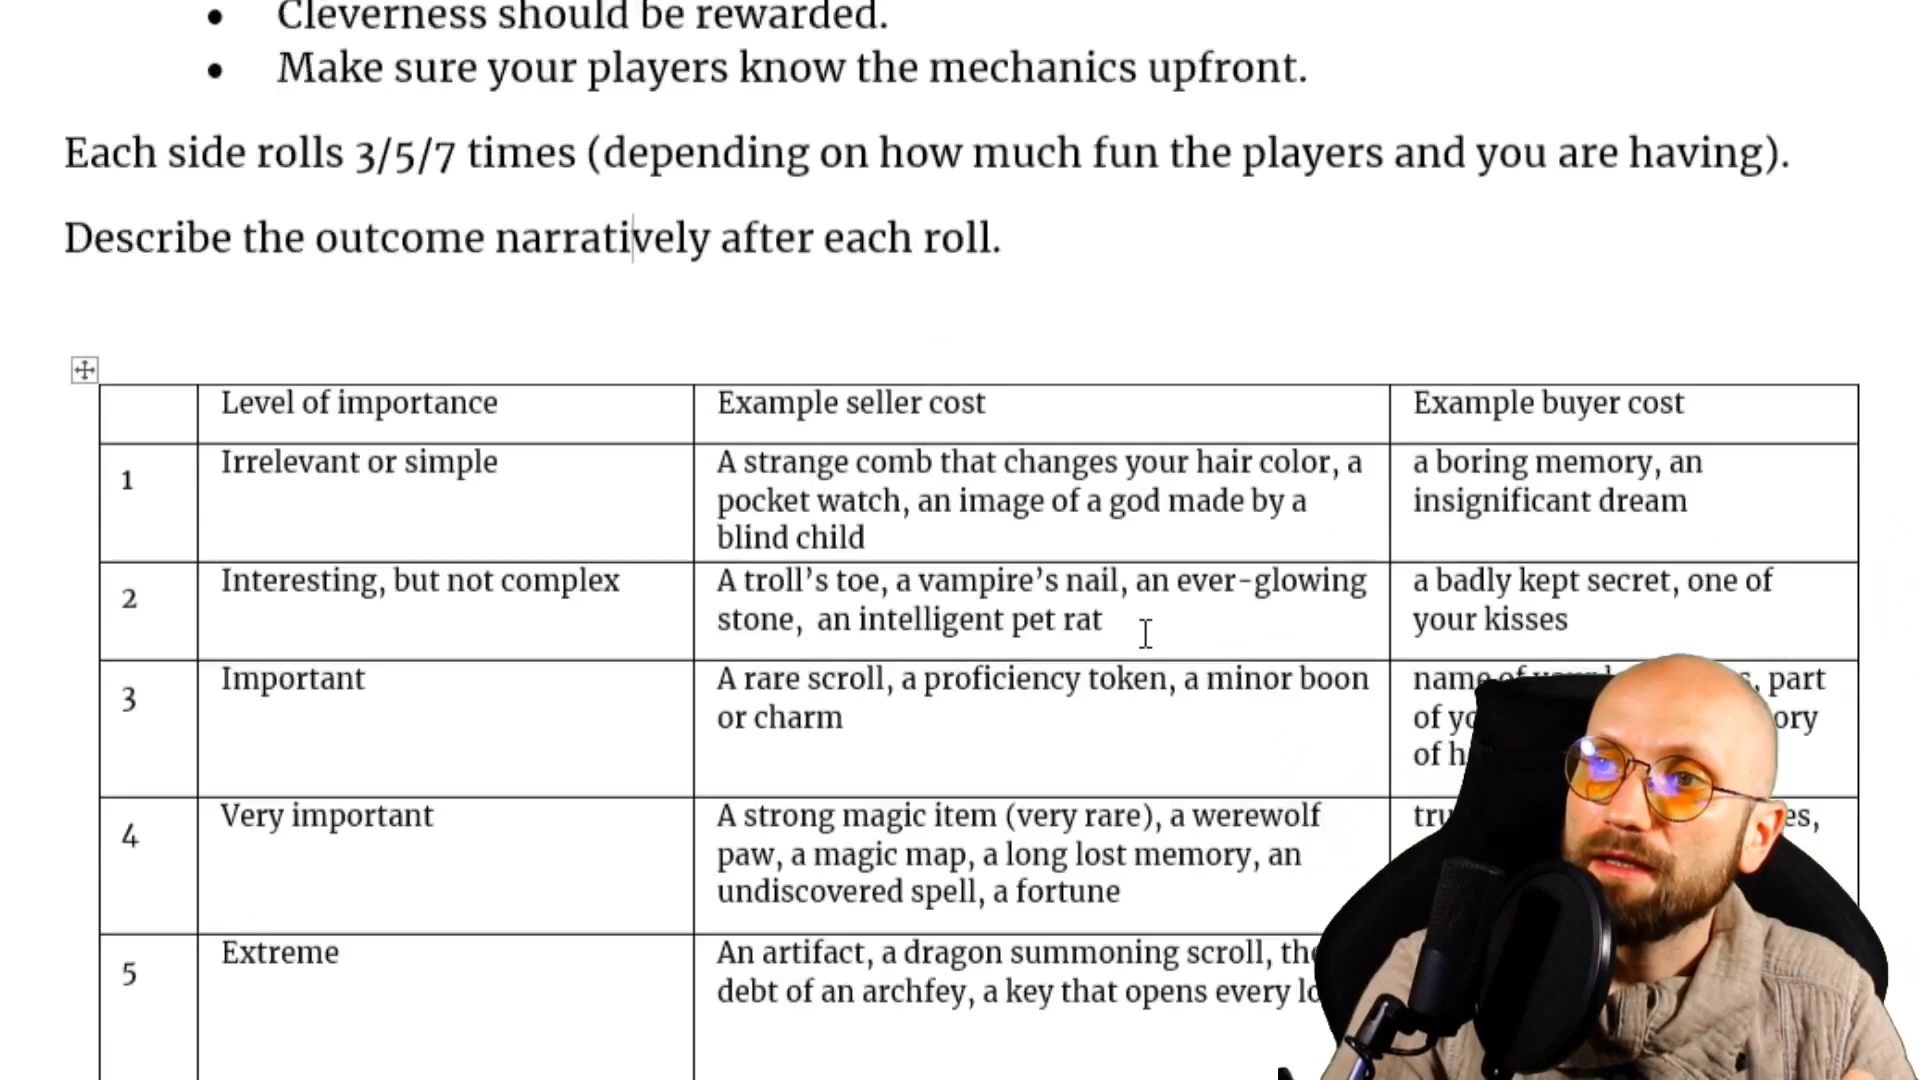 • Cleverness should be rewarded.
• Make sure your players know the mechanics upfront.
Each side rolls 3/5/7 times (depending on how much fun the players and you are having).
Describe the outcome narratively after each roll.
Level of importance
Example seller cost
Example buyer cost
1
Irrelevant or simple
A strange comb that changes your hair color, a
pocket watch, an image of a god made by a
blind child
a boring memory, an
insignificant dream
2
Interesting, but not complex
A troll’s toe, a vampire’s nail, an ever-glowing
stone,  an intelligent pet rat
a badly kept secret, one of
your kisses
3
Important
A rare scroll, a proficiency token, a minor boon
or charm
name of part
of
of
4
Very important
A strong magic item (very rare), a werewolf
paw, a magic map, a long lost memory, an
undiscovered spell, a fortune
5
Extreme
An artifact, a dragon summoning scroll, the
debt of an archfey, a key that opens every